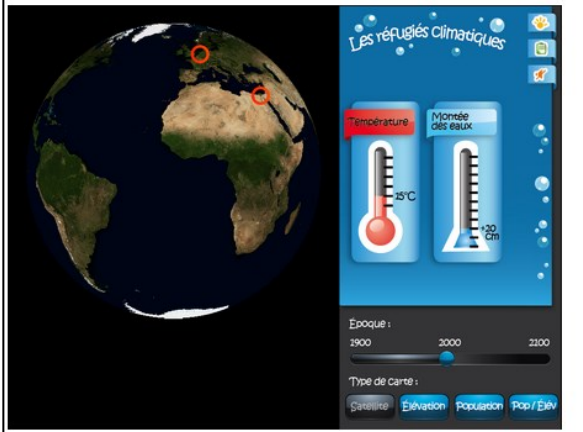 Les réfugiés climatiques
Température
Montée
des eaux
15°C
+20
cm
Époque :
1900 2000 2100
Type de carte :
Satellite Élévation Population Pop / Élév